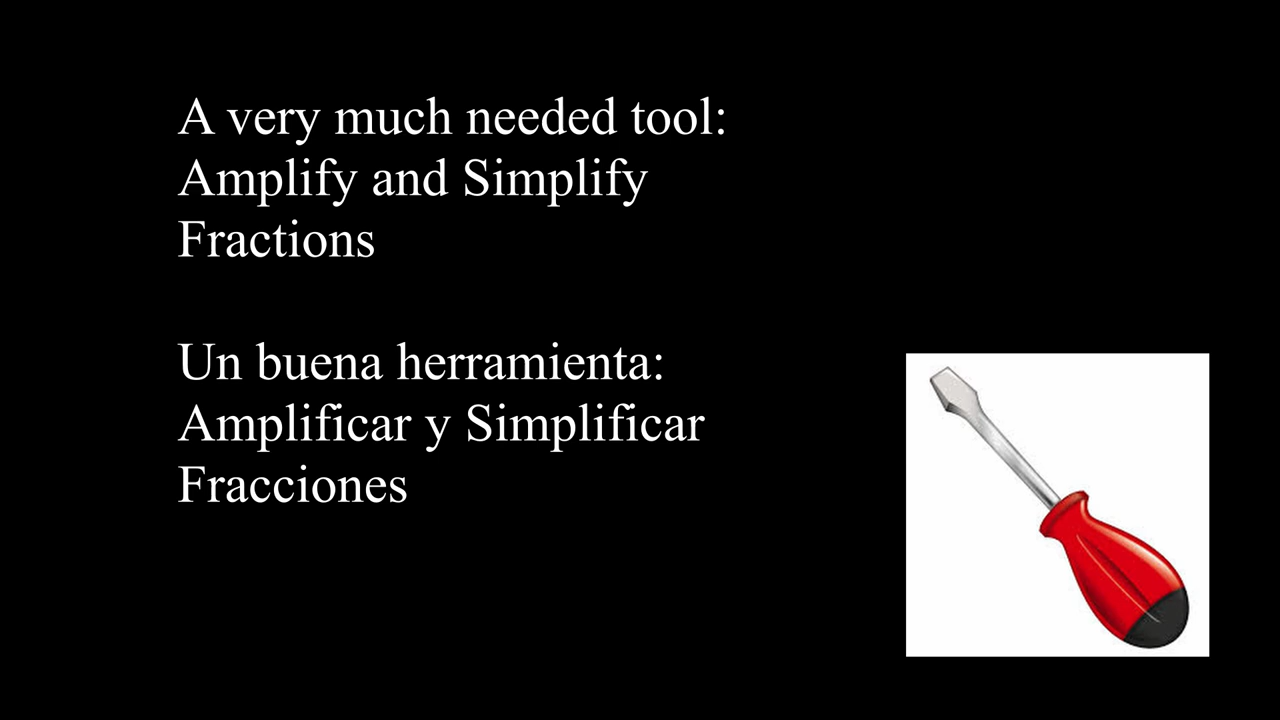 A very much needed tool:
Amplify and Simplify
Fractions
Un buena herramienta:
Amplificar y Simplificar
Fracciones